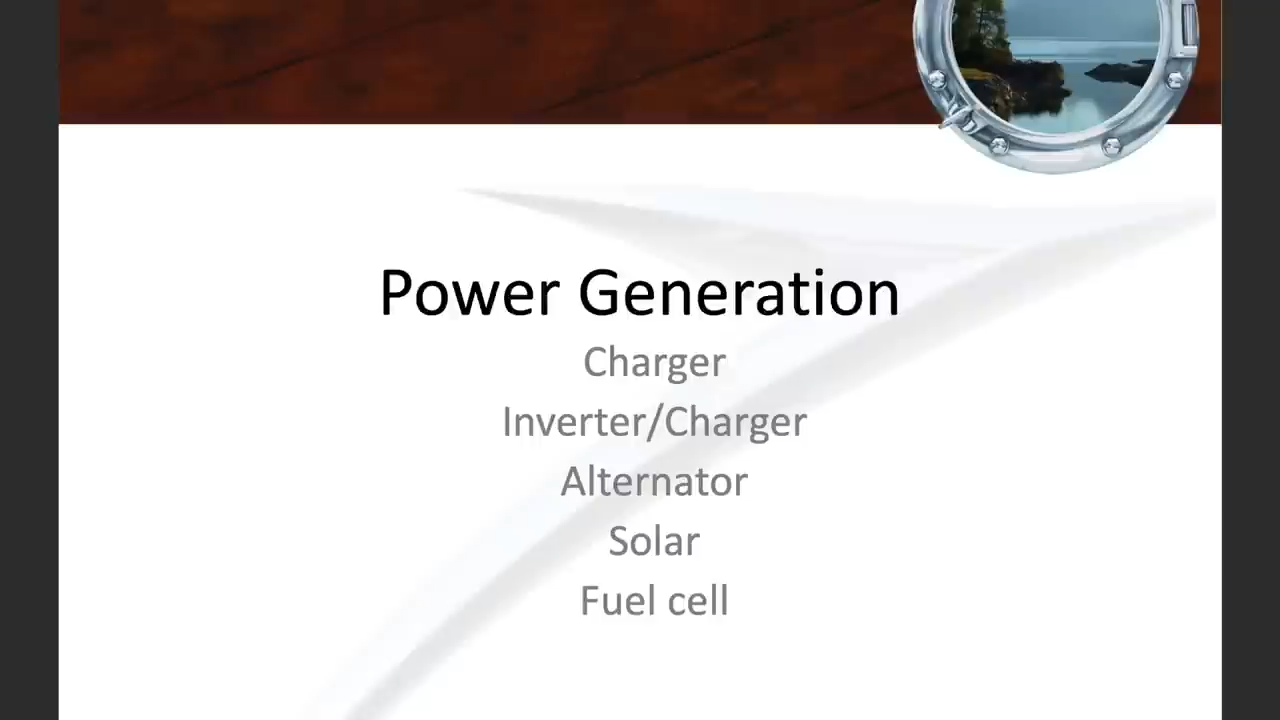 Power Generation
Charger
Inverter/Charger
Alternator
Solar
Fuel cell